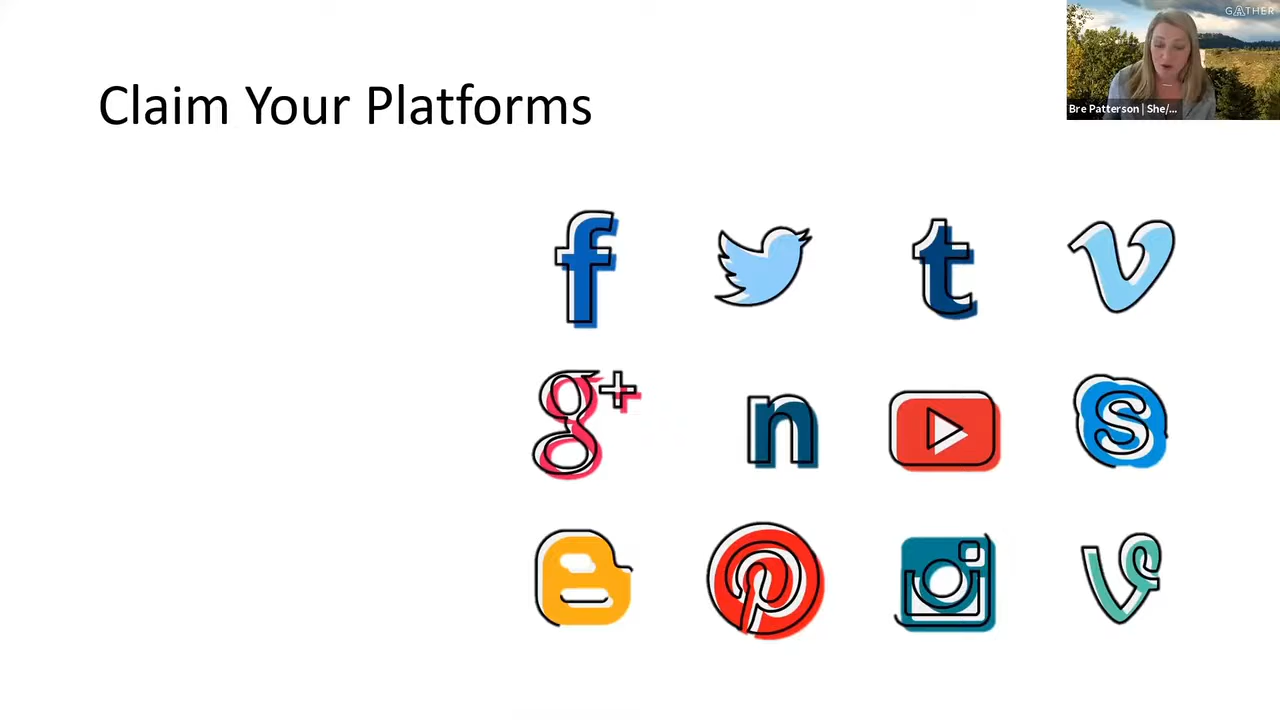 GATHER
Claim Your Platforms
Bre Patterson | She/...
f
t
v
g+
n
S
B
p